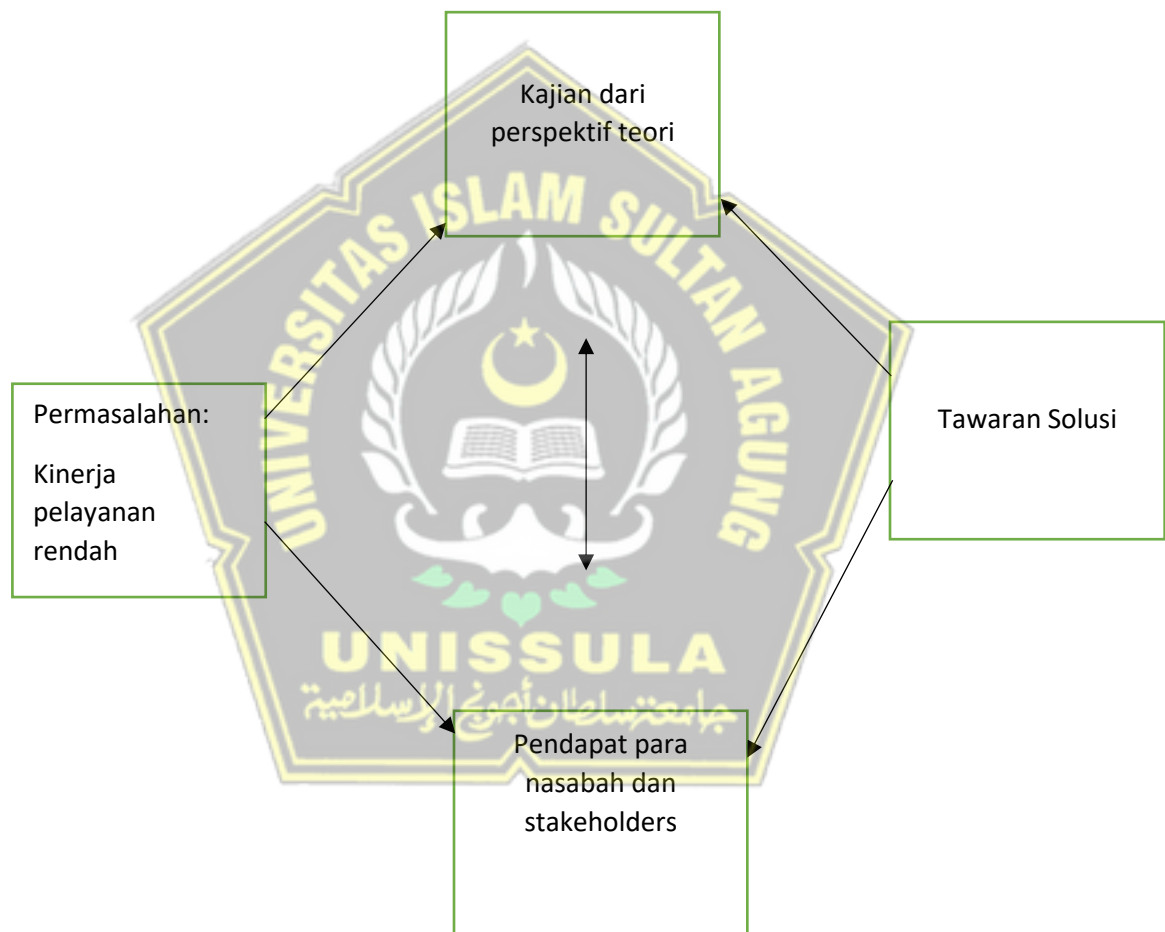 Kajian dari
perspektif teori
UNIVERSITAS ISLAM SULTAN AGUNG
Permasalahan:
Kinerja
pelayanan
rendah
Tawaran Solusi
UNISSULA
جامعة سلطان أجونج الإسلامية
Pendapat para
nasabah dan
stakeholders